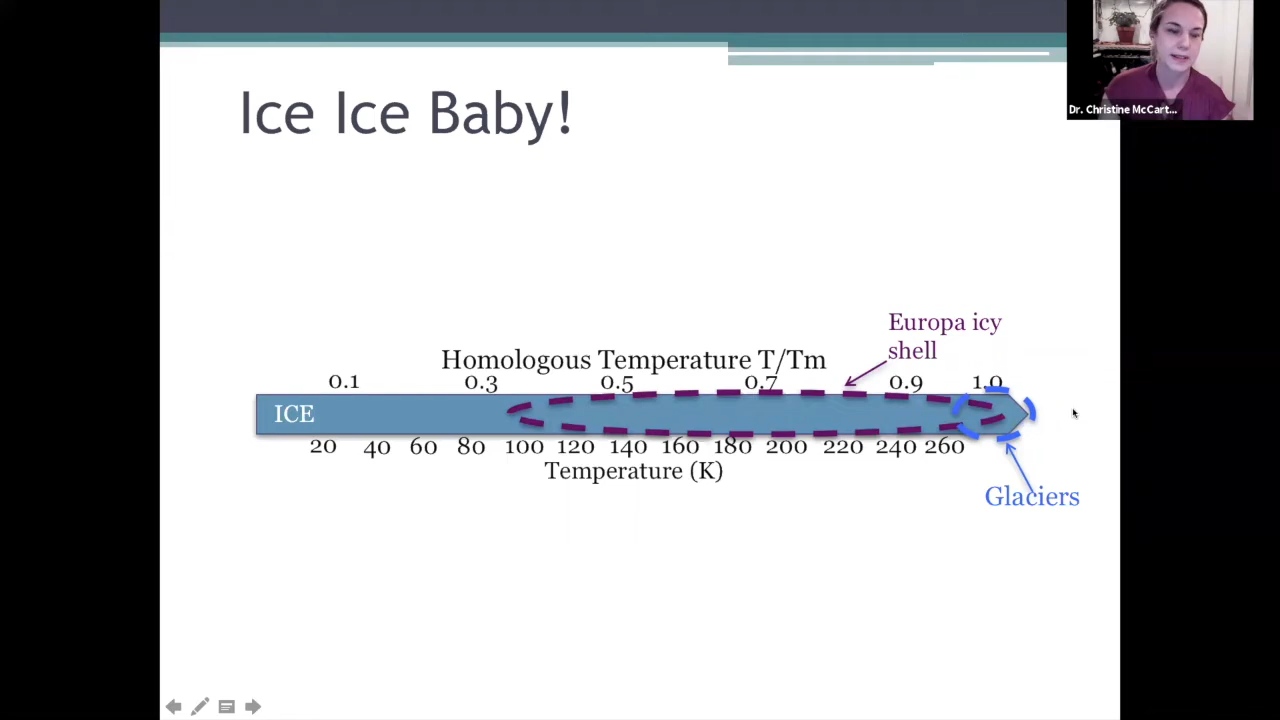 Ice Ice Baby!
Dr. Christine McCart...
Europa icy
shell
Homologous Temperature T/Tm
0.1 0.3 0.5 0.7 0.9 1.0
ICE
20 40 60 80 100 120 140 160 180 200 220 240 260
Temperature (K)
Glaciers